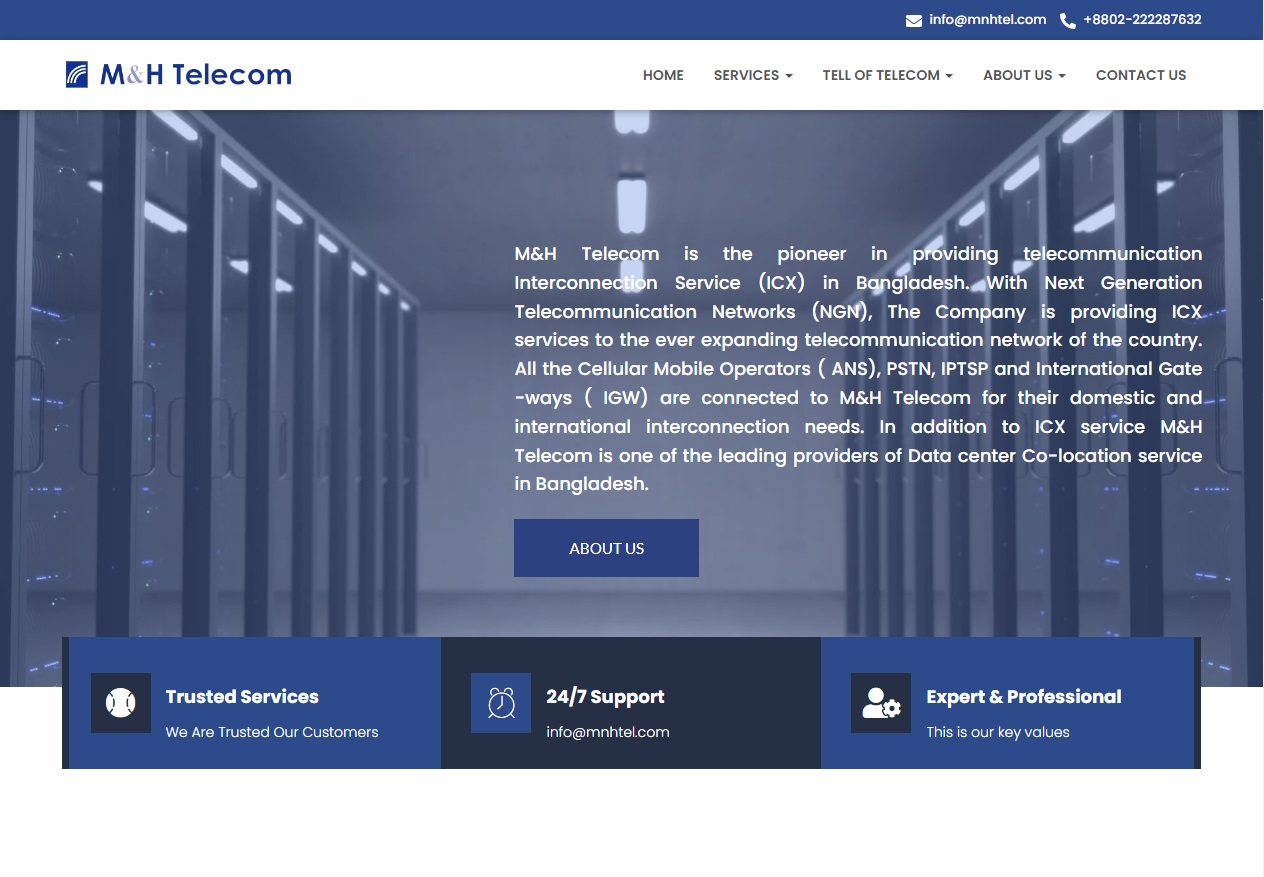 info@mnhtel.com +8802-222287632
M&H Telecom
HOME SERVICES TELL OF TELECOM ABOUT US CONTACT US
M&H Telecom is the pioneer in providing telecommunication
Interconnection Service (ICX) in Bangladesh. With Next Generation
Telecommunication Networks (NGN), The Company is providing ICX
services to the ever expanding telecommunication network of the country.
All the Cellular Mobile Operators ( ANS), PSTN, IPTSP and International Gate
-ways ( IGW) are connected to M&H Telecom for their domestic and
international interconnection needs. In addition to ICX service M&H
Telecom is one of the leading providers of Data center Co-location service
in Bangladesh.
ABOUT US
Trusted Services
We Are Trusted Our Customers
24/7 Support
info@mnhtel.com
Expert & Professional
This is our key values